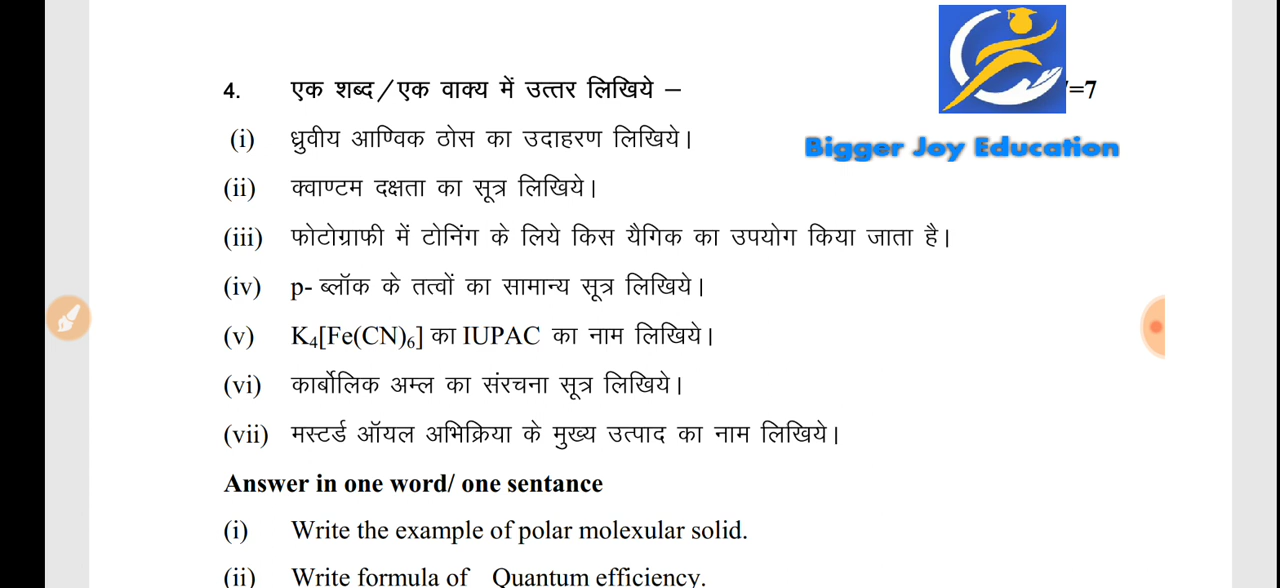 4. एक शब्द/एक वाक्य में उत्तर लिखिये – =7
(i) ध्रुवीय आण्विक ठोस का उदाहरण लिखिये।
Bigger Joy Education
(ii) क्वाण्टम दक्षता का सूत्र लिखिये।
(iii) फोटोग्राफी में टोनिंग के लिये किस यैगिक का उपयोग किया जाता है।
(iv) p- ब्लॉक के तत्वों का सामान्य सूत्र लिखिये।
(v) K₄[Fe(CN)₆] का IUPAC का नाम लिखिये।
(vi) कार्बोलिक अम्ल का संरचना सूत्र लिखिये।
(vii) मस्टर्ड ऑयल अभिक्रिया के मुख्य उत्पाद का नाम लिखिये।
Answer in one word/ one sentence
(i) Write the example of polar molexular solid.
(ii) Write formula of Quantum efficiency.